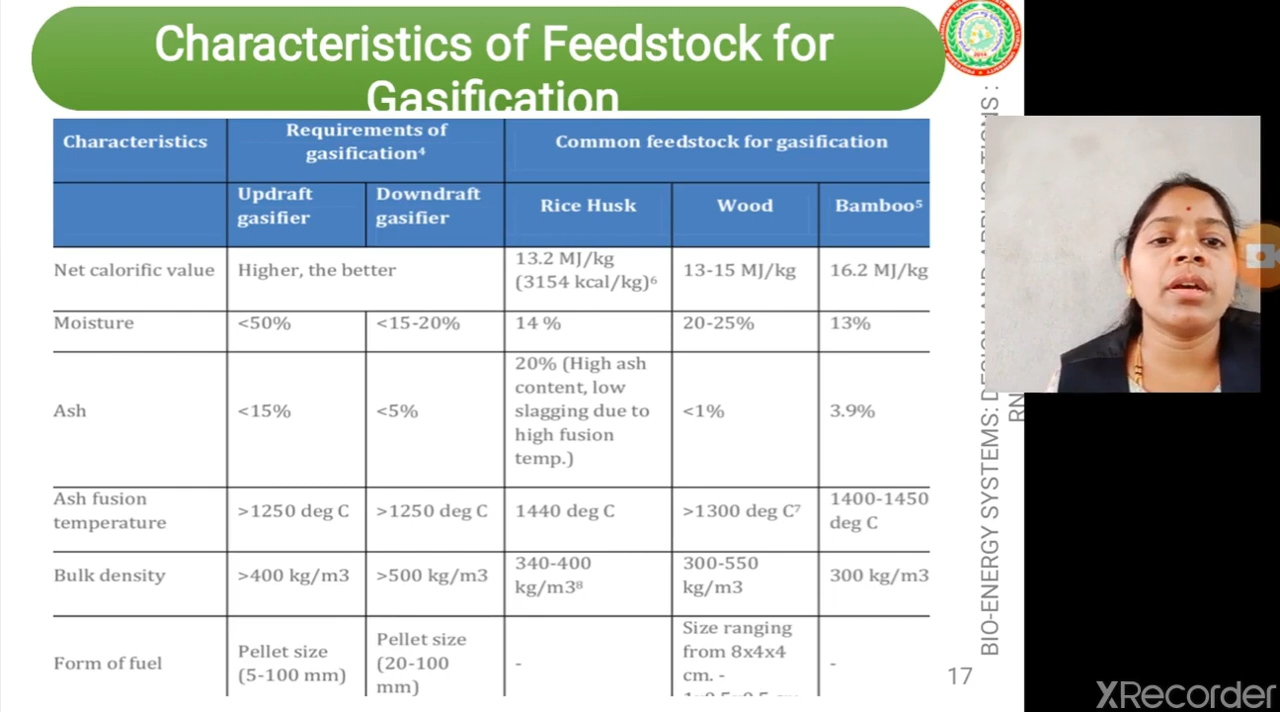 Characteristics of Feedstock for
Gasification
Characteristics
Requirements of
gasification⁴
Common feedstock for gasification
Updraft
gasifier
Downdraft
gasifier
Rice Husk
Wood
Bamboo⁵
Net calorific value
Higher, the better
13.2 MJ/kg
(3154 kcal/kg)⁶
13-15 MJ/kg
16.2 MJ/kg
Moisture
<50%
<15-20%
14 %
20-25%
13%
Ash
<15%
<5%
20% (High ash
content, low
slagging due to
high fusion
temp.)
<1%
3.9%
Ash fusion
temperature
>1250 deg C
>1250 deg C
1440 deg C
>1300 deg C⁷
1400-1450
deg C
Bulk density
>400 kg/m3
>500 kg/m3
340-400
kg/m3⁸
300-550
kg/m3
300 kg/m3
Form of fuel
Pellet size
(5-100 mm)
Pellet size
(20-100
mm)
-
Size ranging
from 8x4x4
cm. -
-
17
BIO-ENERGY SYSTEMS: DESIGN AND APPLICATIONS :
RN
XRecorder